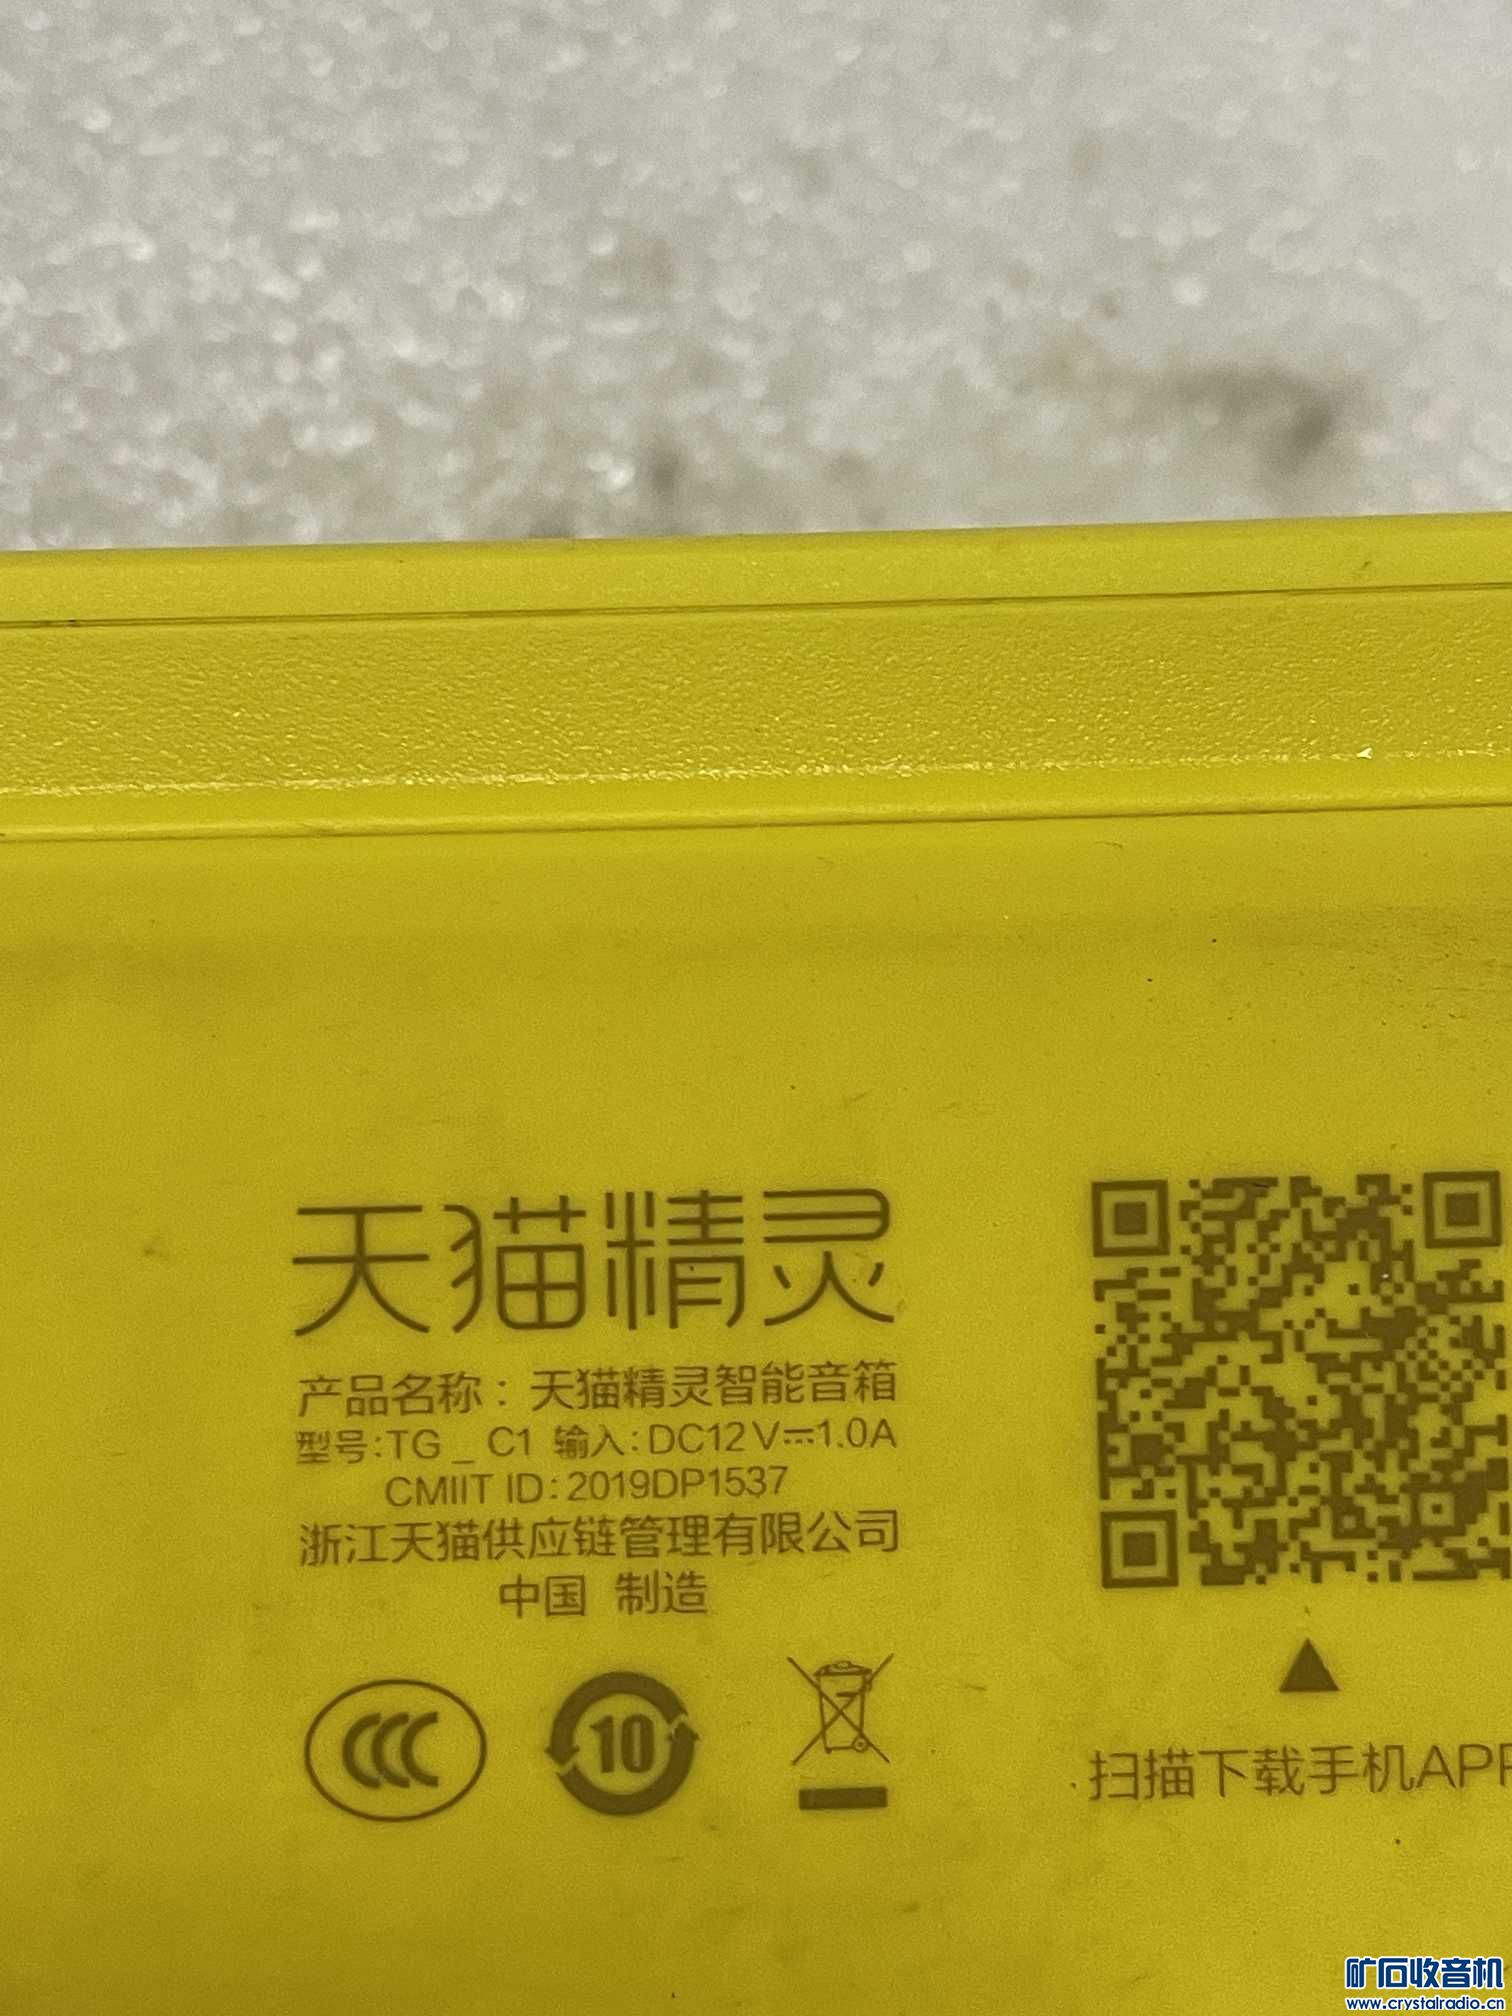 天猫精灵
产品名称：天猫精灵智能音箱
型号:TG_C1 输入:DC12V⎓1.0A
CMIIT ID:2019DP1537
浙江天猫供应链管理有限公司
中国 制造
CCC
10
扫描下载手机APP
矿石收音机
www.crystalradio.cn